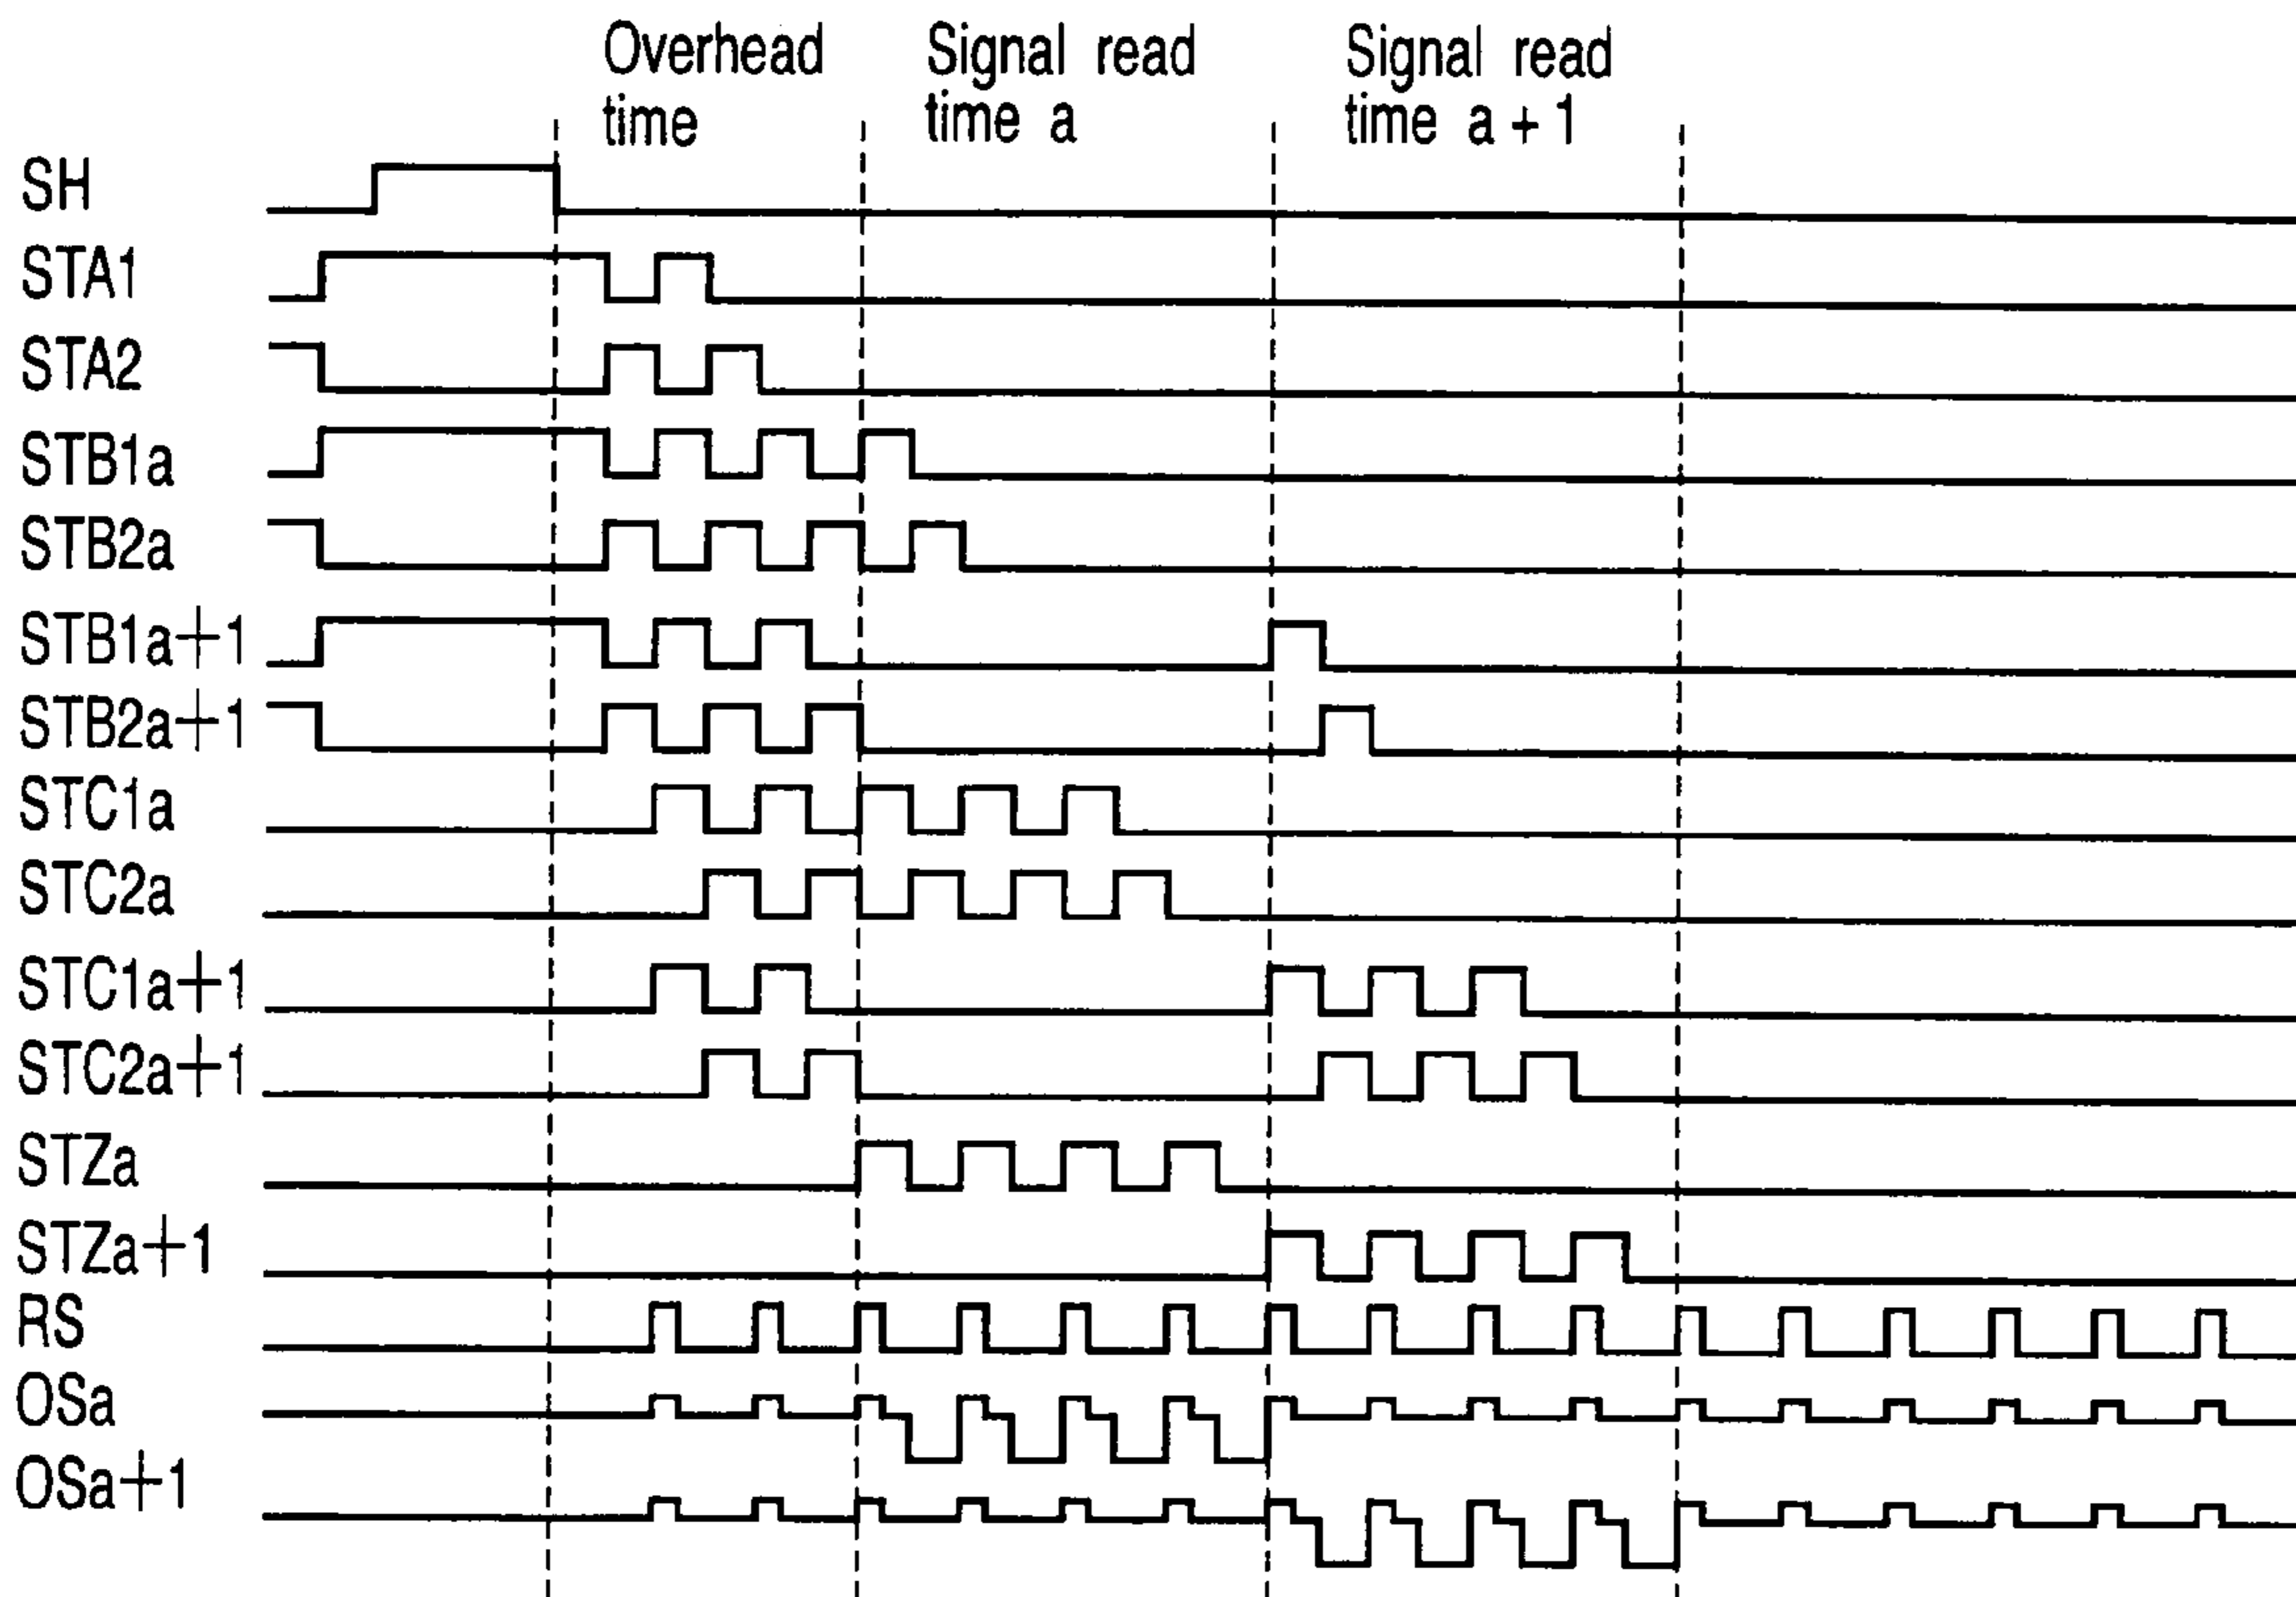 Overhead
time
Signal read
time a
Signal read
time a + 1
SH
STA1
STA2
STB1a
STB2a
STB1a+1
STB2a+1
STC1a
STC2a
STC1a+1
STC2a+1
STZa
STZa+1
RS
OSa
OSa+1